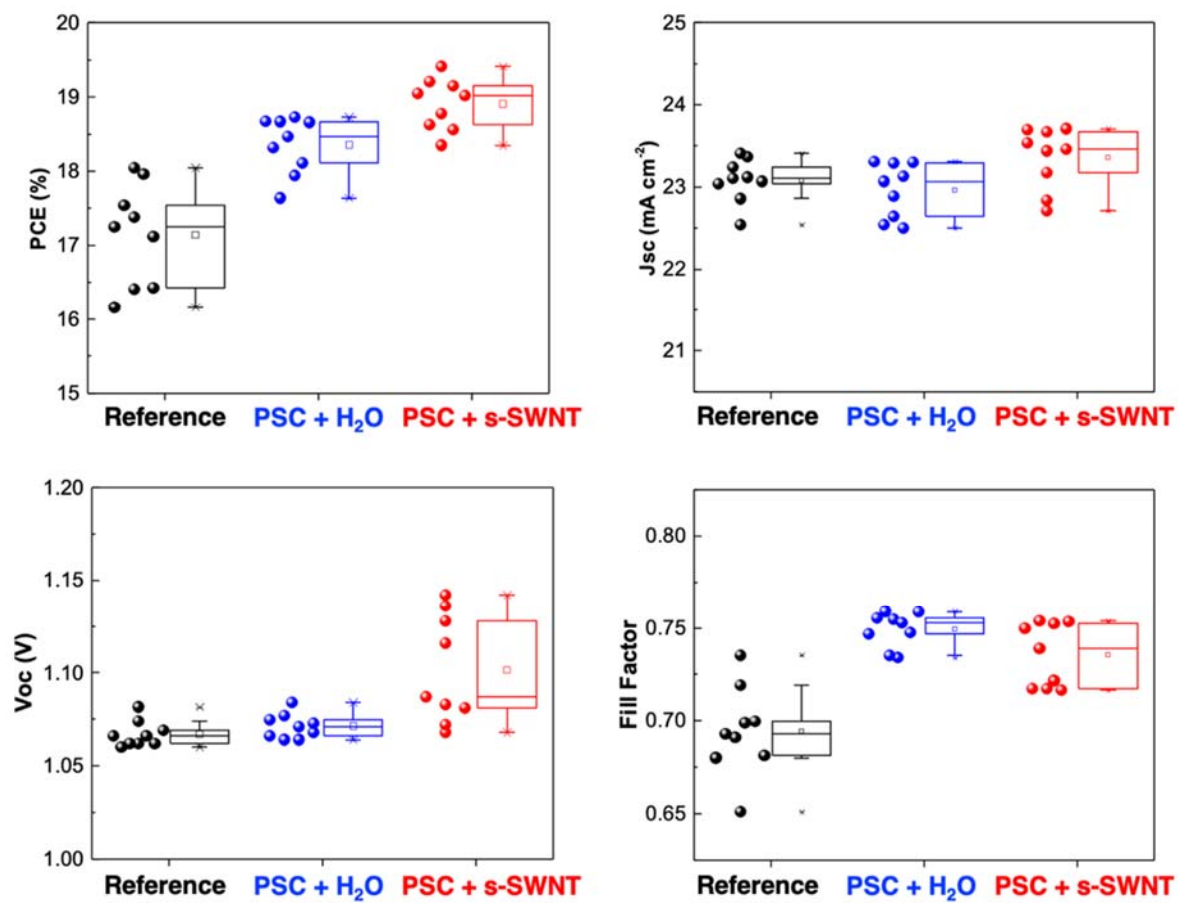 20
19
18
17
16
15
PCE (%)
Reference PSC + H₂O PSC + s-SWNT
25
24
23
22
21
Jsc (mA cm⁻²)
Reference PSC + H₂O PSC + s-SWNT
1.20
1.15
1.10
1.05
1.00
Voc (V)
Reference PSC + H₂O PSC + s-SWNT
0.80
0.75
0.70
0.65
Fill Factor
Reference PSC + H₂O PSC + s-SWNT